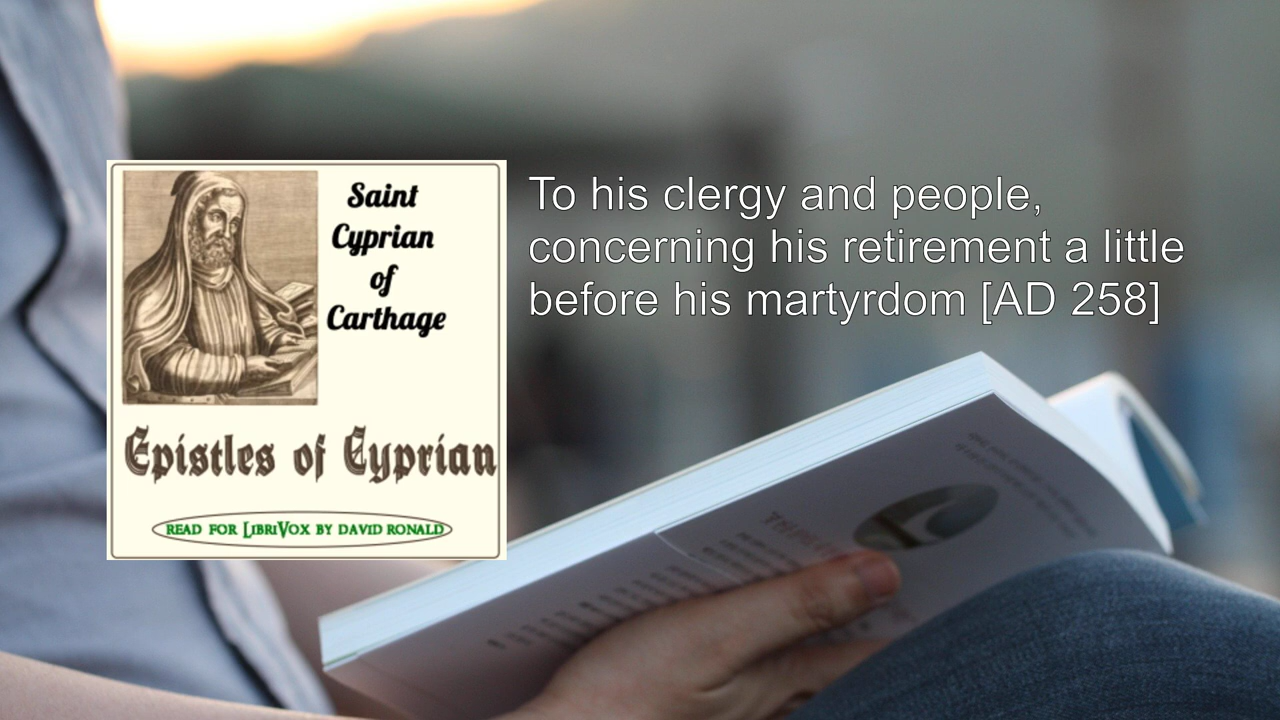 Saint
Cyprian
of
Carthage
Epistles of Cyprian
READ FOR LIBRIVOX BY DAVID RONALD
To his clergy and people,
concerning his retirement a little
before his martyrdom [AD 258]